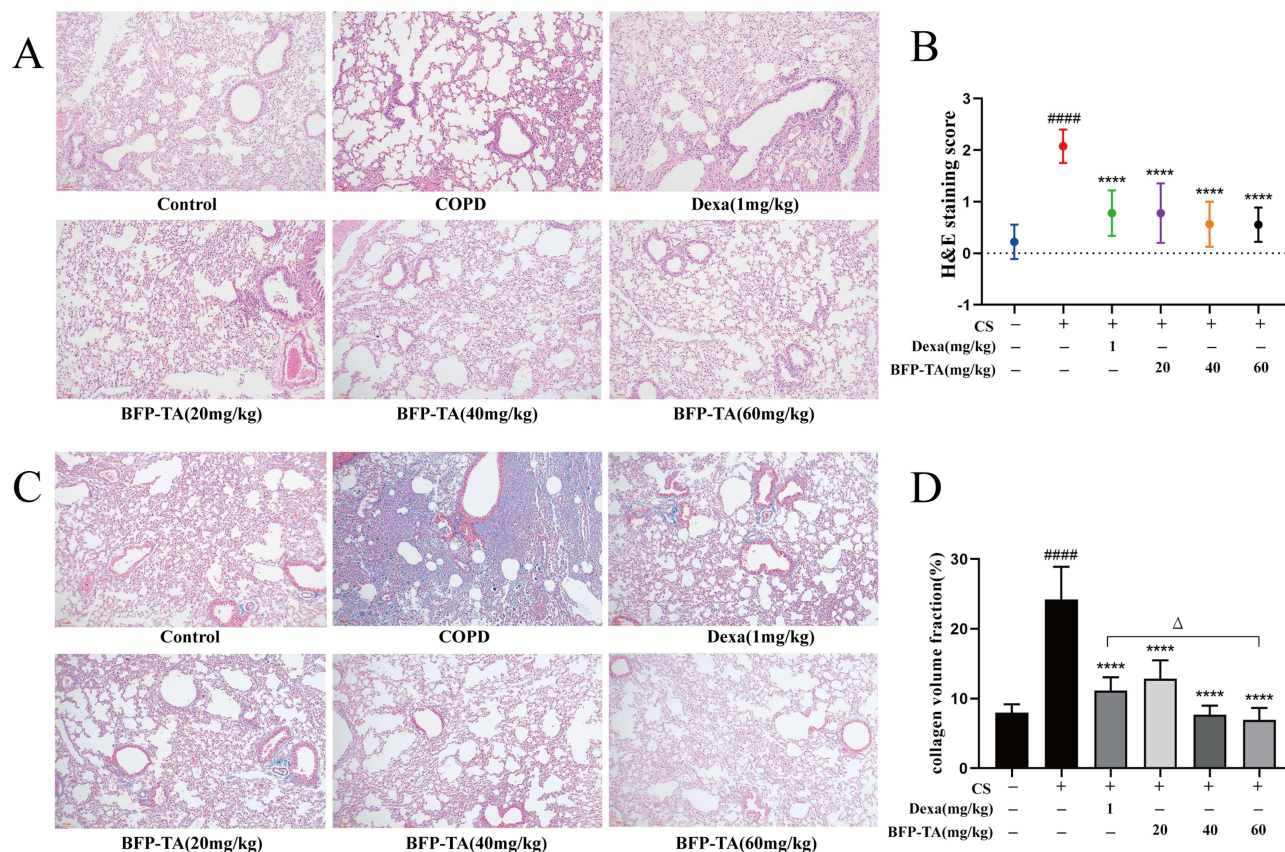 A
Control
COPD
Dexa(1mg/kg)
BFP-TA(20mg/kg)
BFP-TA(40mg/kg)
BFP-TA(60mg/kg)
B
H&E staining score
3
2
1
0
-1
####
****
****
****
****
CS – + + + + +
Dexa(mg/kg) – – 1 – – –
BFP-TA(mg/kg) – – – 20 40 60
C
Control
COPD
Dexa(1mg/kg)
BFP-TA(20mg/kg)
BFP-TA(40mg/kg)
BFP-TA(60mg/kg)
D
collagen volume fraction(%)
30
20
10
0
####
Δ
****
****
****
****
CS – + + + + +
Dexa(mg/kg) – – 1 – – –
BFP-TA(mg/kg) – – – 20 40 60